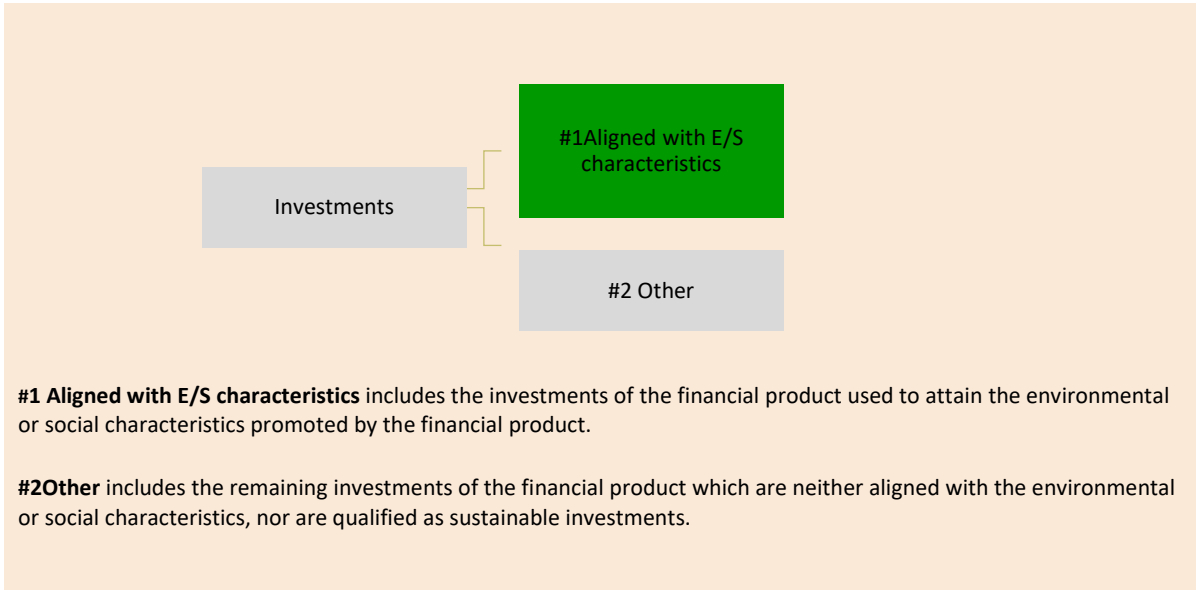 #1Aligned with E/S
characteristics
Investments
#2 Other
#1 Aligned with E/S characteristics includes the investments of the financial product used to attain the environmental
or social characteristics promoted by the financial product.
#2Other includes the remaining investments of the financial product which are neither aligned with the environmental
or social characteristics, nor are qualified as sustainable investments.